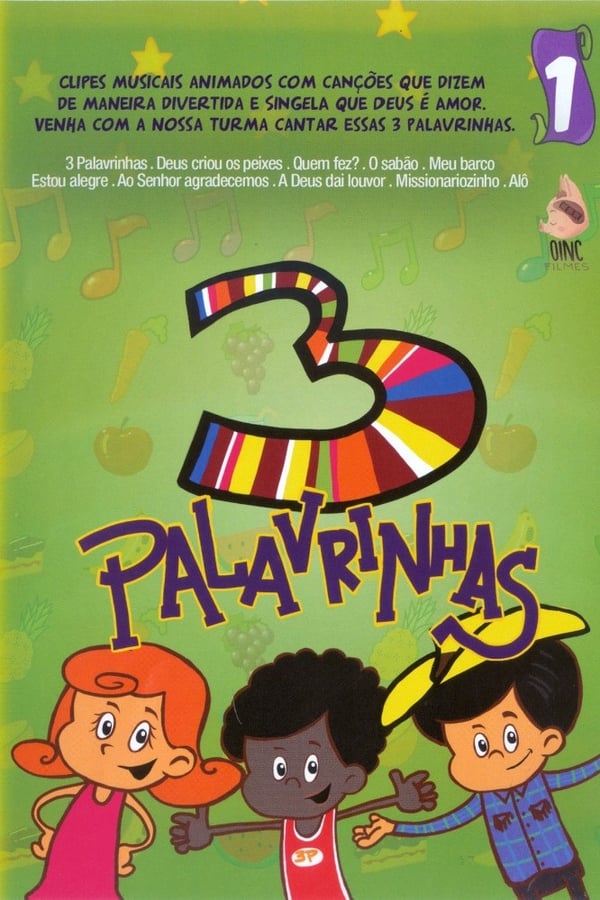 CLIPES MUSICAIS ANIMADOS COM CANÇÕES QUE DIZEM
DE MANEIRA DIVERTIDA E SINGELA QUE DEUS É AMOR.
VENHA COM A NOSSA TURMA CANTAR ESSAS 3 PALAVRINHAS.
1
3 Palavrinhas . Deus criou os peixes . Quem fez? . O sabão . Meu barco
Estou alegre . Ao Senhor agradecemos . A Deus dai louvor . Missionariozinho . Alô
OINC
FILMES
3
PALAVRINHAS
3P